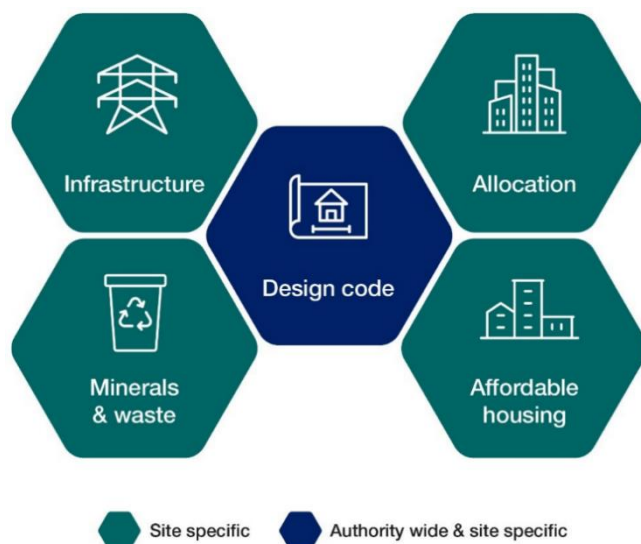 Infrastructure
Allocation
Design code
Minerals
& waste
Affordable
housing
Site specific
Authority wide & site specific